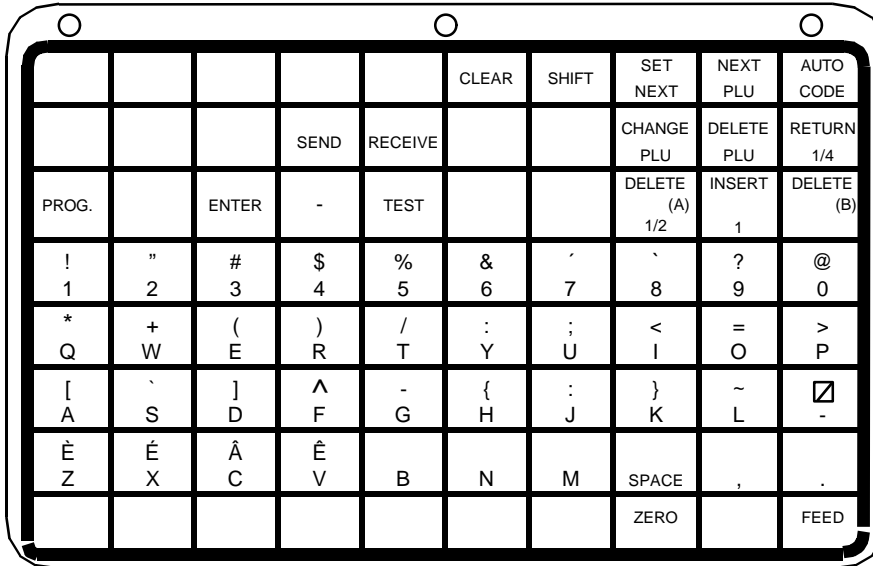 CLEAR SHIFT SET NEXT NEXT PLU AUTO CODE
SEND RECEIVE CHANGE PLU DELETE PLU RETURN 1/4
PROG. ENTER - TEST DELETE (A) 1/2 INSERT 1 DELETE (B)
! " # $ % & ´ ` ? @
1 2 3 4 5 6 7 8 9 0
* + ( ) / : ; < = >
Q W E R T Y U I O P
[ ` ] ^ - { : } ~
A S D F G H J K L -
È É Â Ê
Z X C V B N M SPACE , .
ZERO FEED